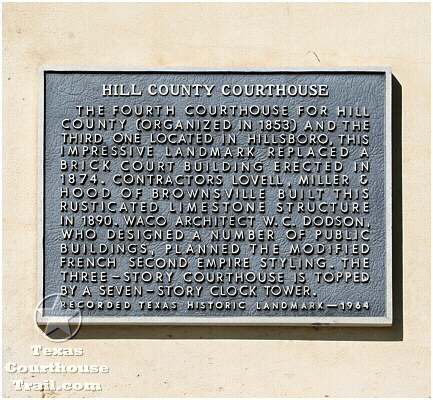 HILL COUNTY COURTHOUSE
THE FOURTH COURTHOUSE FOR HILL
COUNTY (ORGANIZED IN 1853) AND THE
THIRD ONE LOCATED IN HILLSBORO, THIS
IMPRESSIVE LANDMARK REPLACED A
BRICK COURT BUILDING ERECTED IN
1874. CONTRACTORS LOVELL, MILLER &
HOOD OF BROWNSVILLE BUILT THIS
RUSTICATED LIMESTONE STRUCTURE
IN 1890. WACO ARCHITECT W. C. DODSON,
WHO DESIGNED A NUMBER OF PUBLIC
BUILDINGS, PLANNED THE MODIFIED
FRENCH SECOND EMPIRE STYLING. THE
THREE-STORY COURTHOUSE IS TOPPED
BY A SEVEN-STORY CLOCK TOWER.
RECORDED TEXAS HISTORIC LANDMARK-1964
Texas
Courthouse
Trail.com